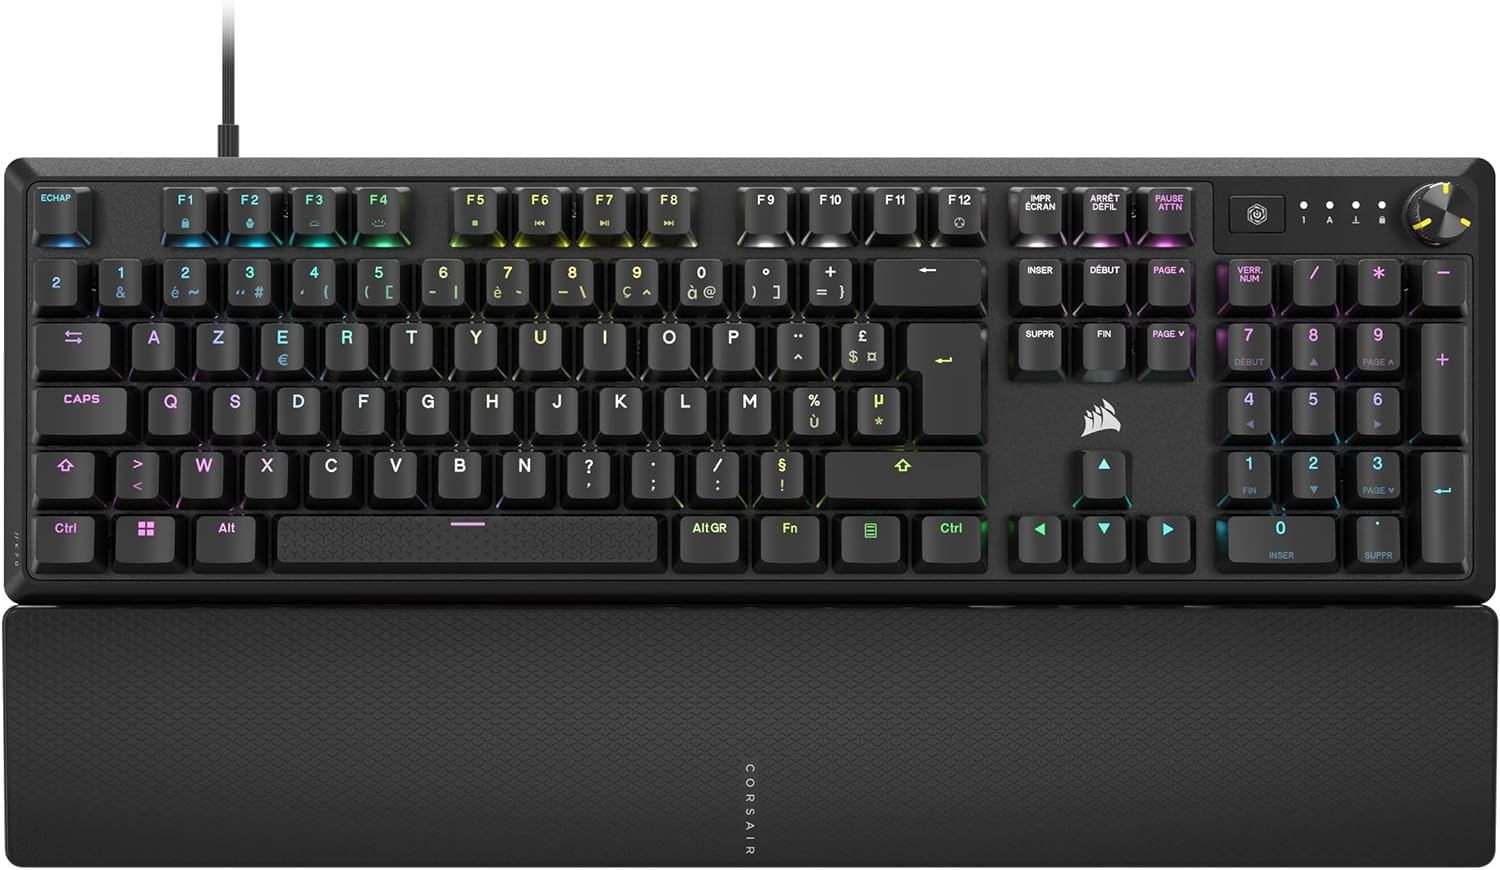 ECHAP F1 F2 F3 F4 F5 F6 F7 F8 F9 F10 F11 F12 IMPR ÉCRAN ARRÊT DÉFIL PAUSE ATTN
1 A
2 1 2 3 4 5 6 7 8 9 0 ° + INSER DÉBUT PAGE ˄ VERR. NUM / * -
& é ~ “ # ‘ { ( [ - | è ` _ \ ç ^ à @ ) ] = }
A Z E R T Y U I O P ¨ £ SUPPR FIN PAGE ˅ 7 8 9 +
€ ^ $ ¤ DÉBUT ▲ PAGE ˄
CAPS Q S D F G H J K L M % µ 4 5 6
Ù * ◀ ▶
> W X C V B N ? . / § ▲ 1 2 3
< , ; : ! FIN ▼ PAGE ˅
Ctrl Alt AltGR Fn Ctrl ◀ ▼ ▶ 0 .
INSER SUPPR
K70
CORSAIR